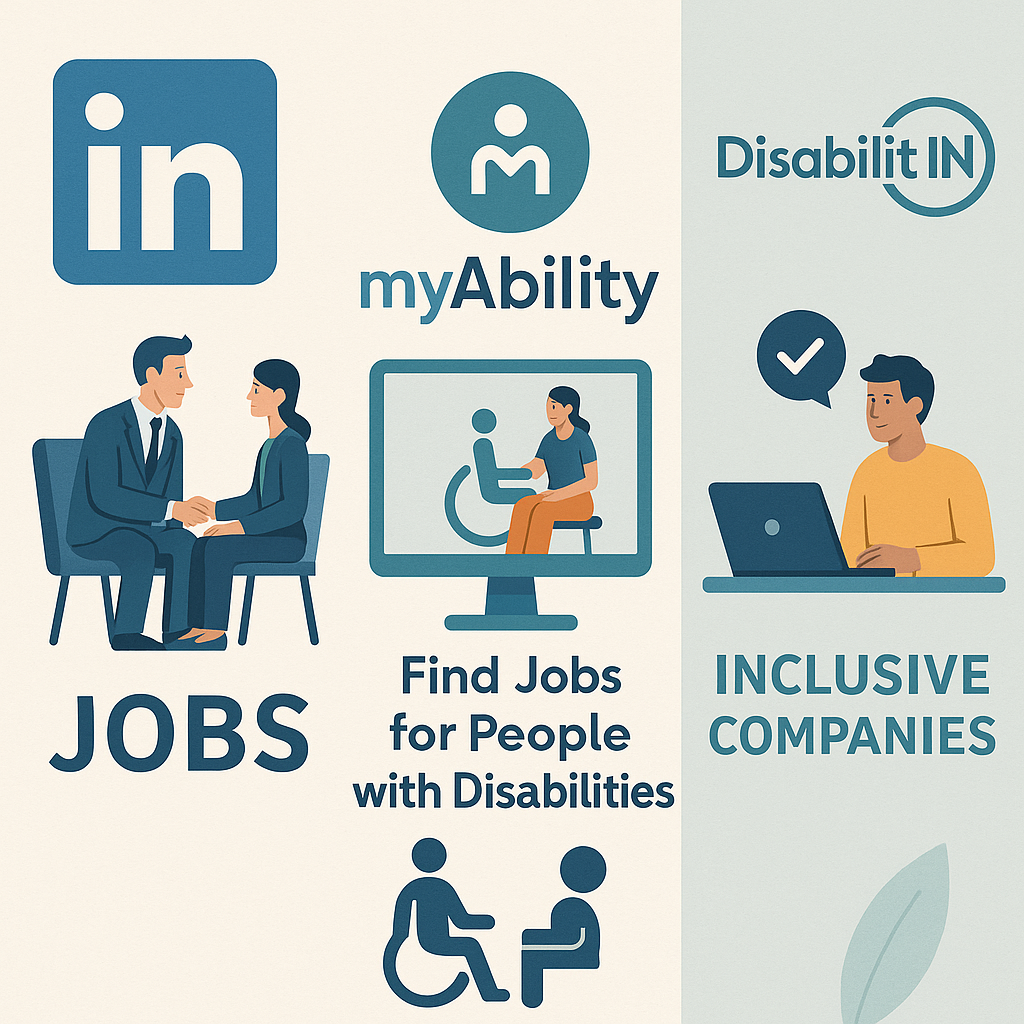 in
JOBS
myAbility
Find Jobs
for People
with Disabilities
Disabilit IN
INCLUSIVE
COMPANIES